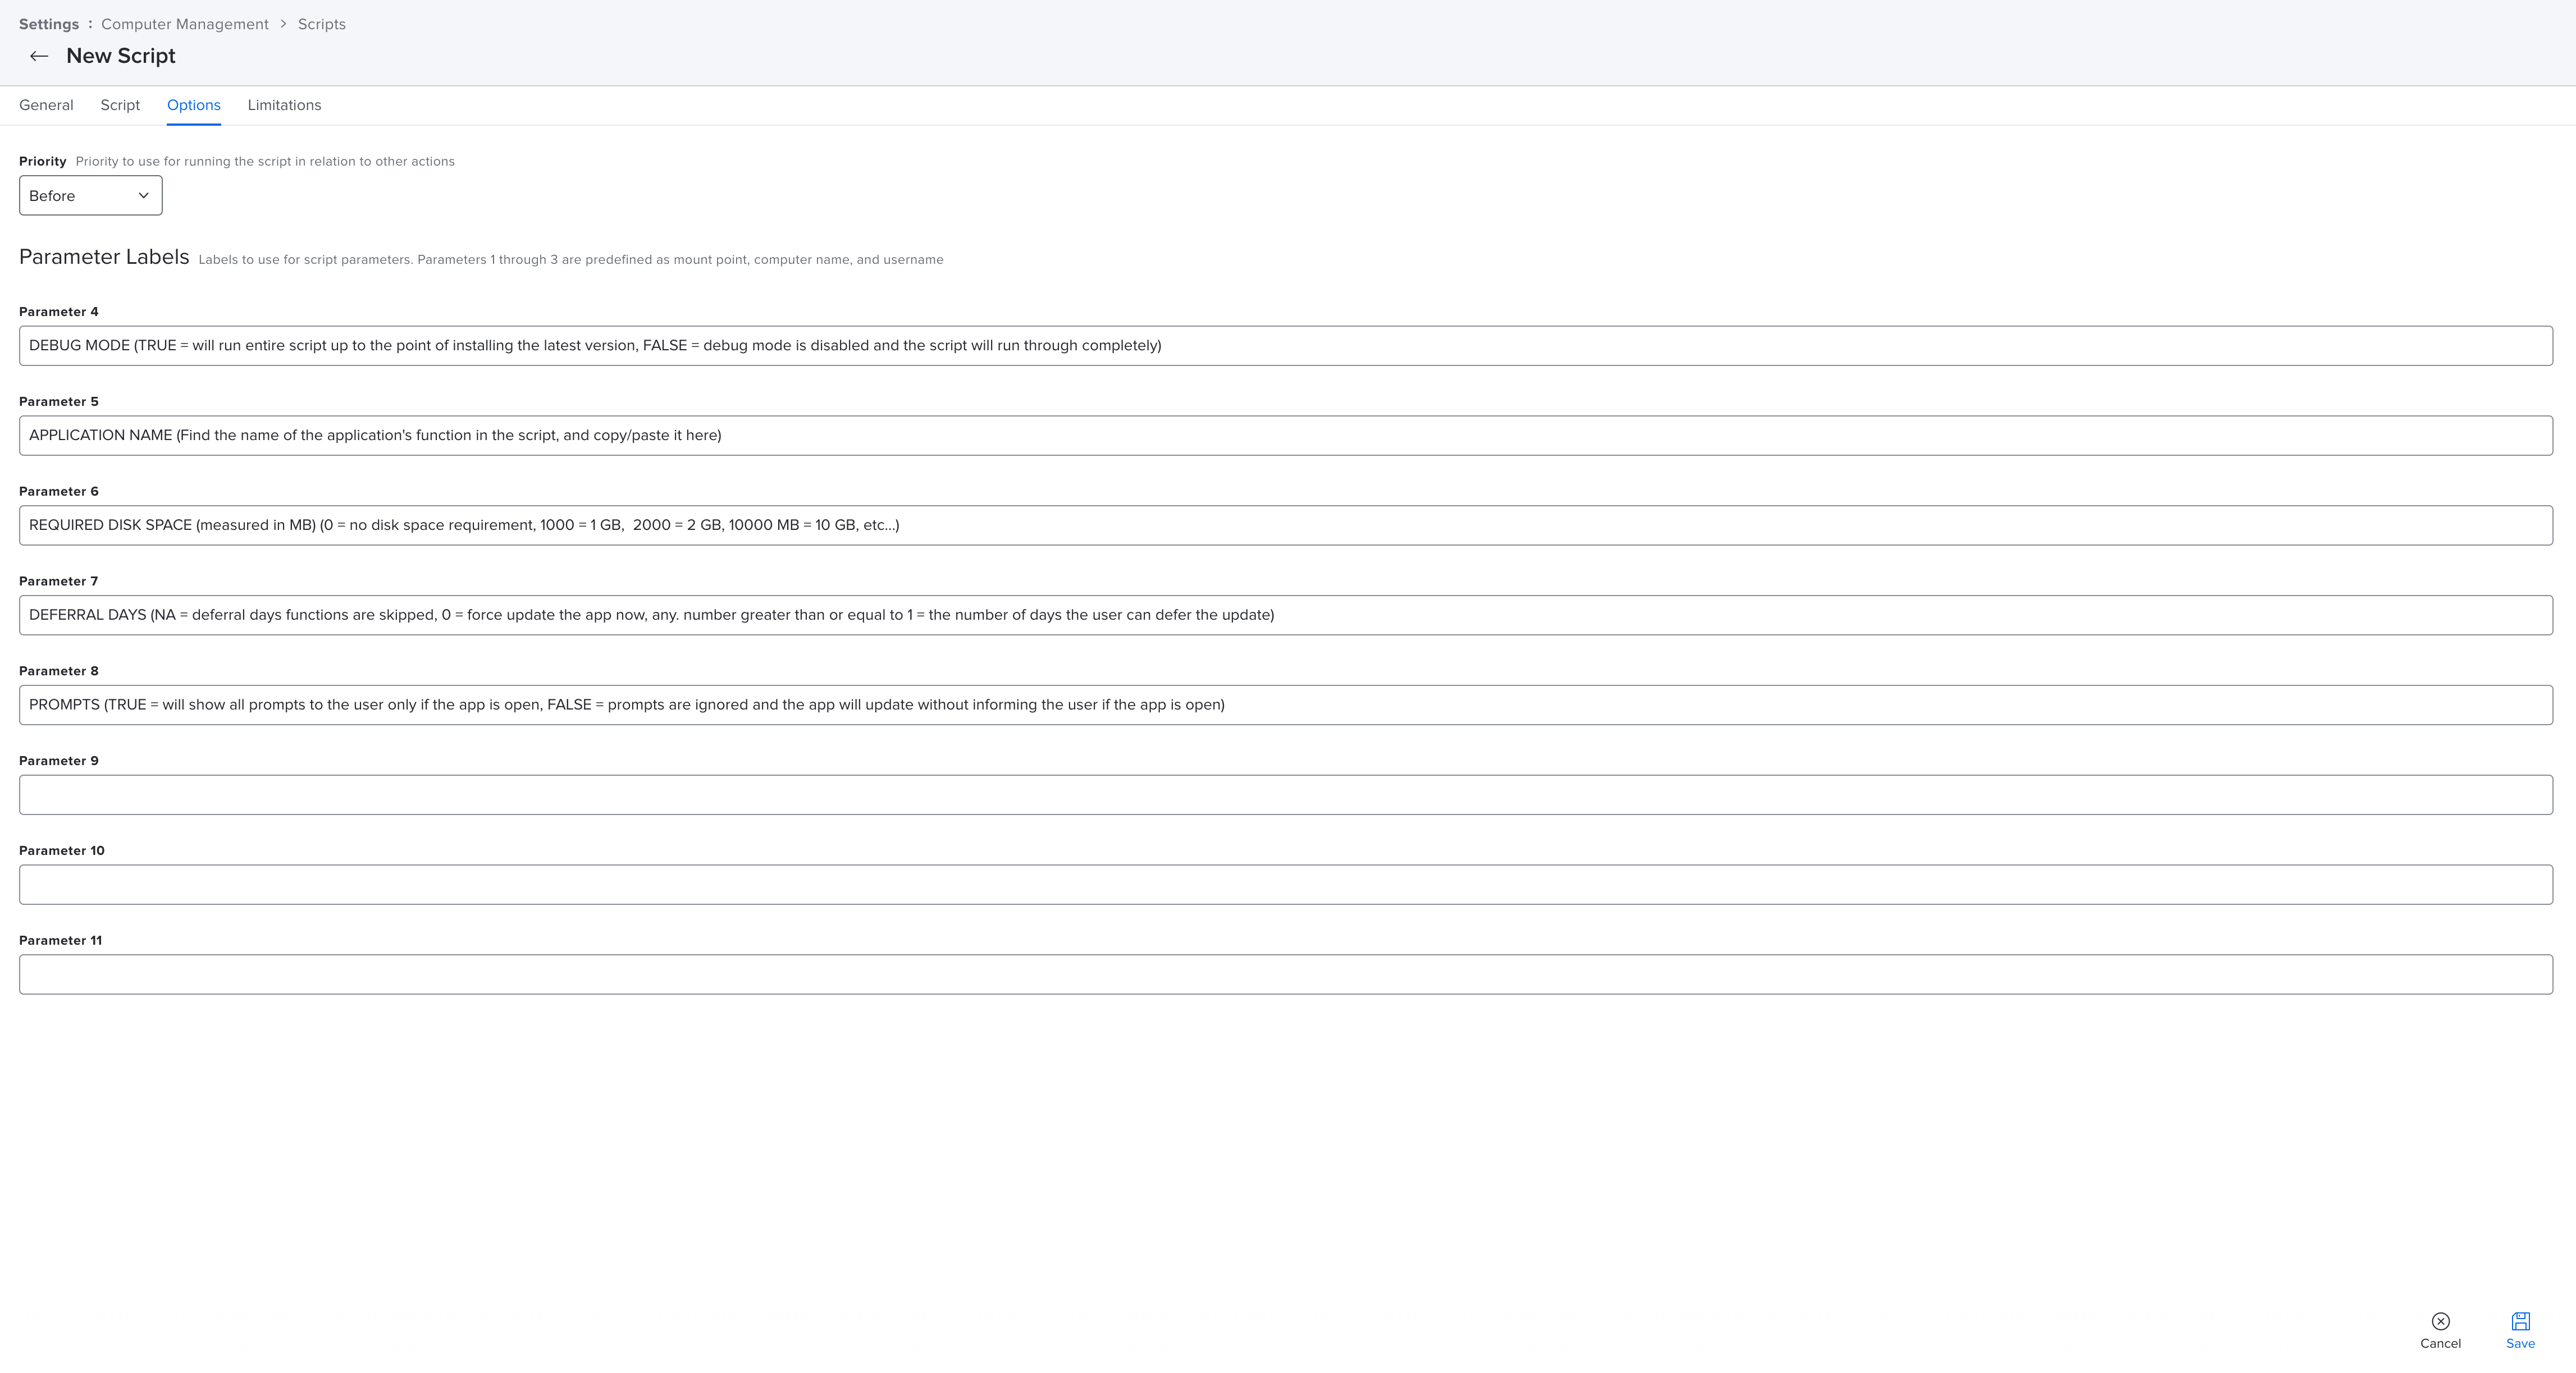 Settings : Computer Management > Scripts
← New Script
General Script Options Limitations
Priority Priority to use for running the script in relation to other actions
Before
Parameter Labels Labels to use for script parameters. Parameters 1 through 3 are predefined as mount point, computer name, and username
Parameter 4
DEBUG MODE (TRUE = will run entire script up to the point of installing the latest version, FALSE = debug mode is disabled and the script will run through completely)
Parameter 5
APPLICATION NAME (Find the name of the application's function in the script, and copy/paste it here)
Parameter 6
REQUIRED DISK SPACE (measured in MB) (0 = no disk space requirement, 1000 = 1 GB,  2000 = 2 GB, 10000 MB = 10 GB, etc...)
Parameter 7
DEFERRAL DAYS (NA = deferral days functions are skipped, 0 = force update the app now, any. number greater than or equal to 1 = the number of days the user can defer the update)
Parameter 8
PROMPTS (TRUE = will show all prompts to the user only if the app is open, FALSE = prompts are ignored and the app will update without informing the user if the app is open)
Parameter 9
Parameter 10
Parameter 11
Cancel Save